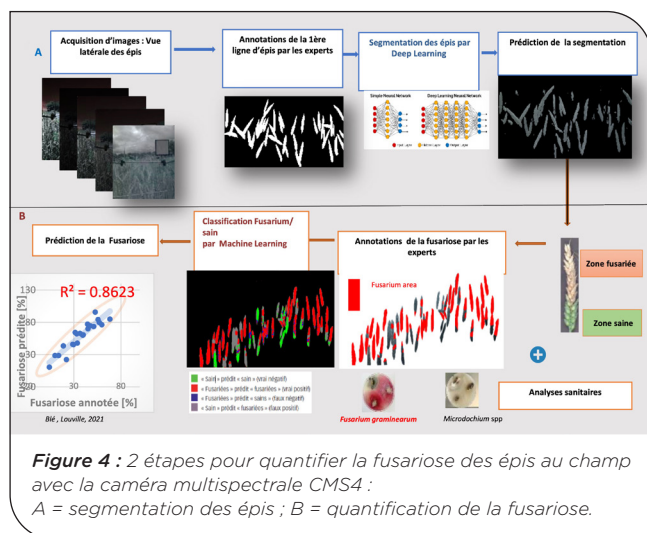 A
Acquisition d'images : Vue
latérale des épis
Annotations de la 1ère
ligne d'épis par les experts
Segmentation des épis par
Deep Learning
Prédiction de la segmentation
Simple Neural Network
Deep Learning Neural Network
B
Prédiction de la Fusariose
Classification Fusarium/
sain
par Machine Learning
Annotations de la fusariose par les
experts
Zone fusariée
Zone saine
Fusarium area
R² = 0.8623
Fusariose prédite [%]
130
80
30
30
80
Fusariose annotée [%]
Blé , Louville, 2021
« Sain » prédit « sain » (vrai négatif)
« Fusariées » prédit « fusariées » (vrai positif)
« Fusariées » prédit « sains » (faux négatif)
« Sain » prédit « fusariées » (faux positif)
Fusarium graminearum
Microdochium spp
Analyses sanitaires
Figure 4 : 2 étapes pour quantifier la fusariose des épis au champ
avec la caméra multispectrale CMS4 :
A = segmentation des épis ; B = quantification de la fusariose.